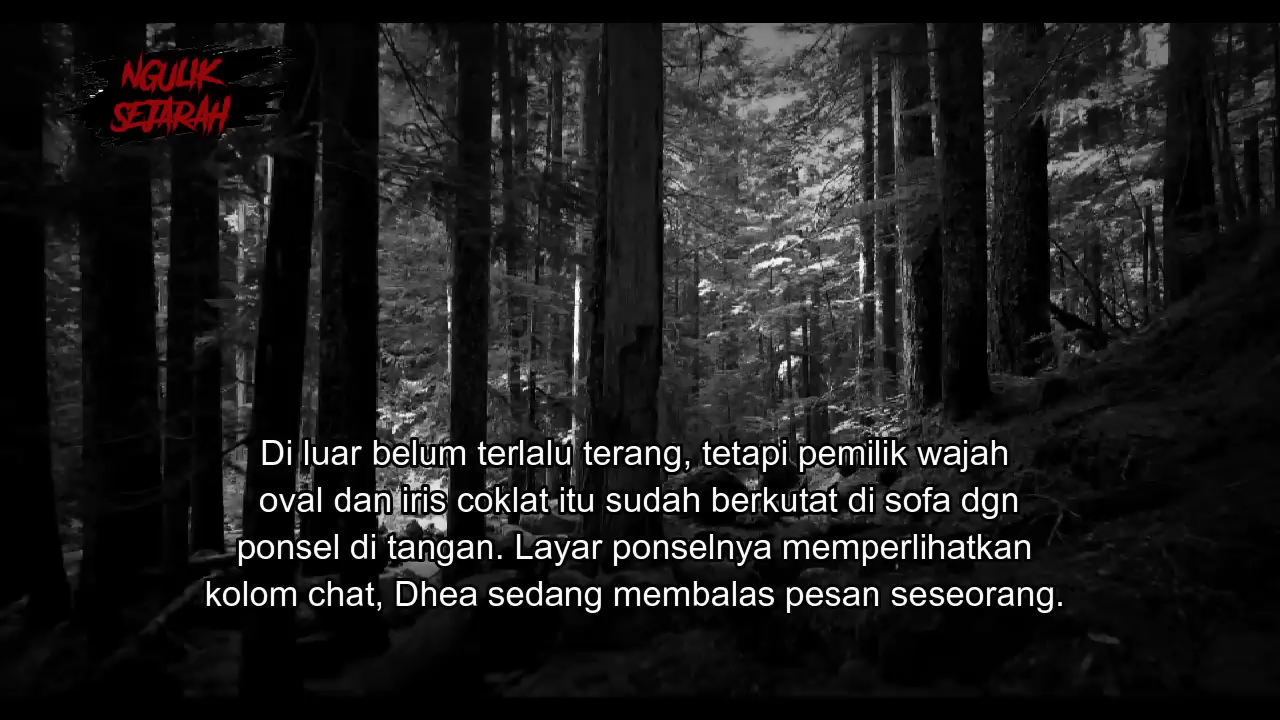 NGULIK
SEJARAH
Di luar belum terlalu terang, tetapi pemilik wajah
oval dan iris coklat itu sudah berkutat di sofa dgn
ponsel di tangan. Layar ponselnya memperlihatkan
kolom chat, Dhea sedang membalas pesan seseorang.